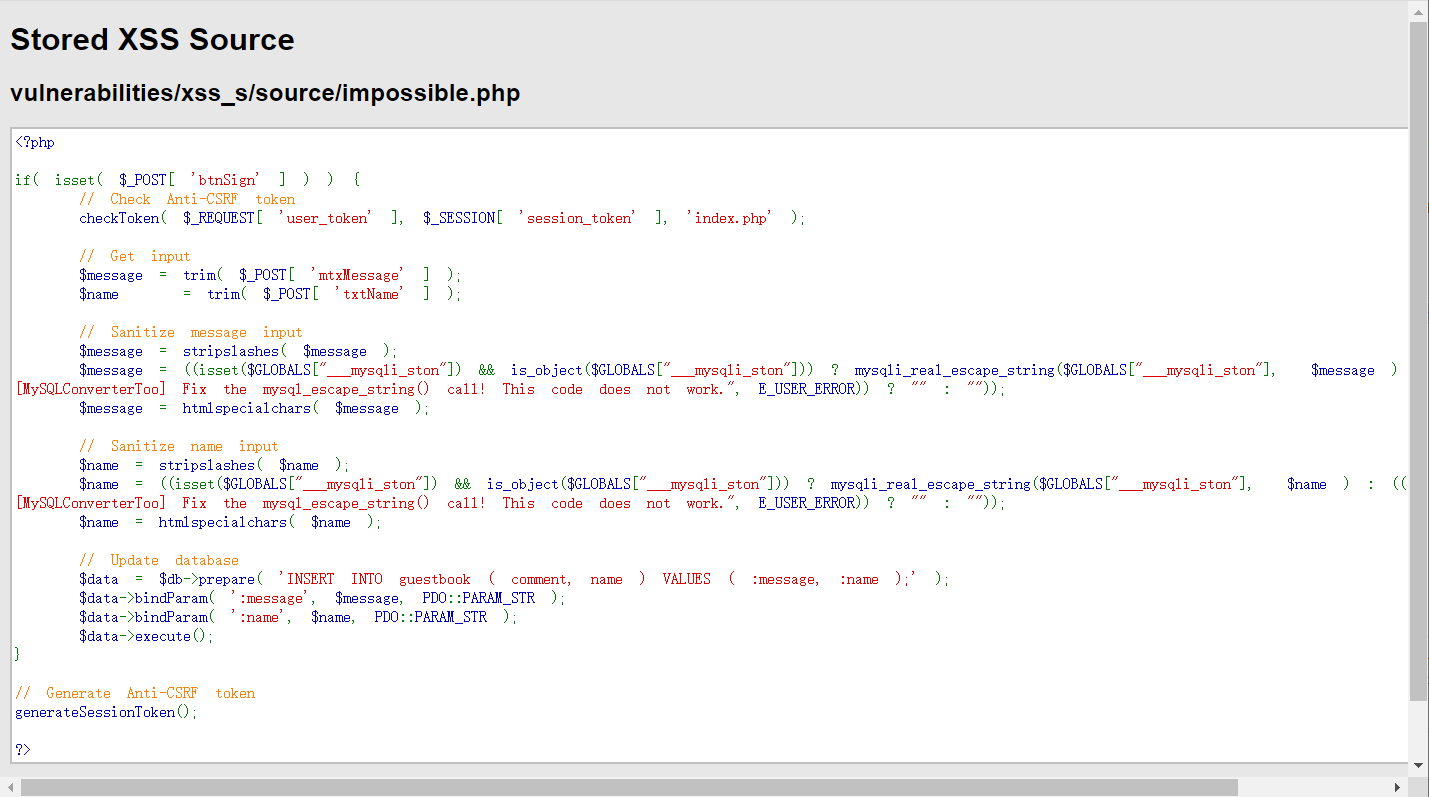 Stored XSS Source
vulnerabilities/xss_s/source/impossible.php
<?php
if( isset( $_POST[ 'btnSign' ] ) ) {
// Check Anti-CSRF token
checkToken( $_REQUEST[ 'user_token' ], $_SESSION[ 'session_token' ], 'index.php' );
// Get input
$message = trim( $_POST[ 'mtxMessage' ] );
$name = trim( $_POST[ 'txtName' ] );
// Sanitize message input
$message = stripslashes( $message );
$message = ((isset($GLOBALS["___mysqli_ston"]) && is_object($GLOBALS["___mysqli_ston"])) ? mysqli_real_escape_string($GLOBALS["___mysqli_ston"], $message )
[MySQLConverterToo] Fix the mysql_escape_string() call! This code does not work.", E_USER_ERROR)) ? "" : ""));
$message = htmlspecialchars( $message );
// Sanitize name input
$name = stripslashes( $name );
$name = ((isset($GLOBALS["___mysqli_ston"]) && is_object($GLOBALS["___mysqli_ston"])) ? mysqli_real_escape_string($GLOBALS["___mysqli_ston"], $name ) : ((
[MySQLConverterToo] Fix the mysql_escape_string() call! This code does not work.", E_USER_ERROR)) ? "" : ""));
$name = htmlspecialchars( $name );
// Update database
$data = $db->prepare( 'INSERT INTO guestbook ( comment, name ) VALUES ( :message, :name );' );
$data->bindParam( ':message', $message, PDO::PARAM_STR );
$data->bindParam( ':name', $name, PDO::PARAM_STR );
$data->execute();
}
// Generate Anti-CSRF token
generateSessionToken();
?>